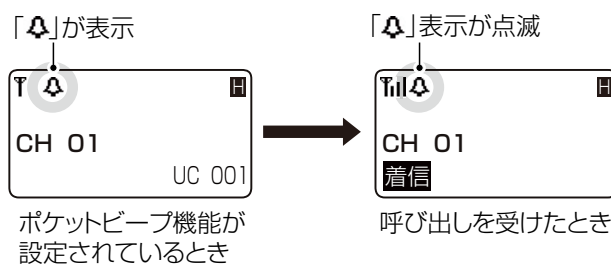 「🔔」が表示
「🔔」表示が点滅
H
H
CH 01
CH 01
UC 001
着信
ポケットビープ機能が
設定されているとき
呼び出しを受けたとき